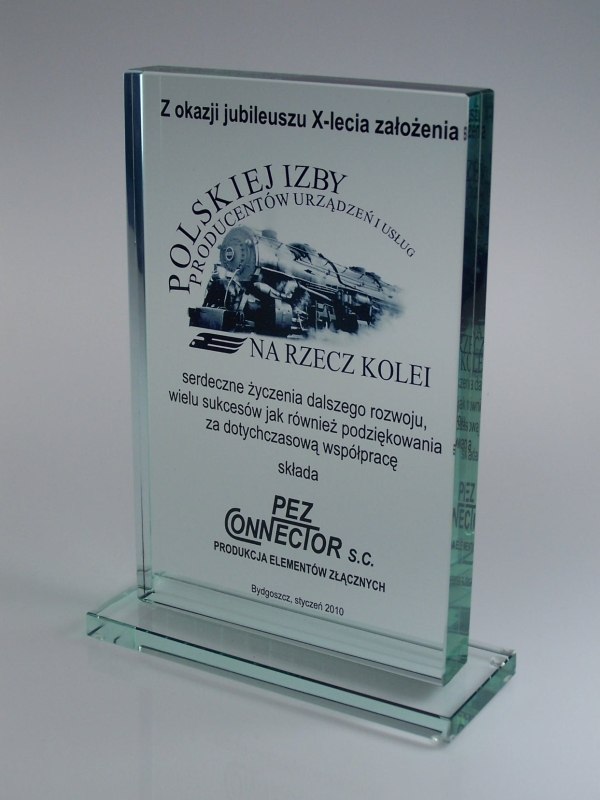 Z okazji jubileuszu X-lecia założenia
POLSKIEJ IZBY
PRODUCENTÓW URZĄDZEŃ I USŁUG
NA RZECZ KOLEI
serdeczne życzenia dalszego rozwoju,
wielu sukcesów jak również podziękowania
za dotychczasową współpracę
składa
PEZ
CONNECTOR S.C.
PRODUKCJA ELEMENTÓW ZŁĄCZNYCH
Bydgoszcz, styczeń 2010